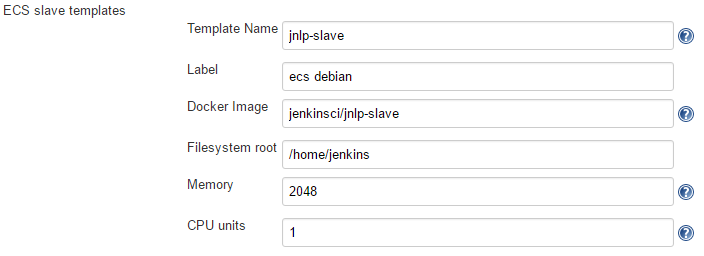 ECS slave templates
Template Name jnlp-slave
Label ecs debian
Docker Image jenkinsci/jnlp-slave
Filesystem root /home/jenkins
Memory 2048
CPU units 1